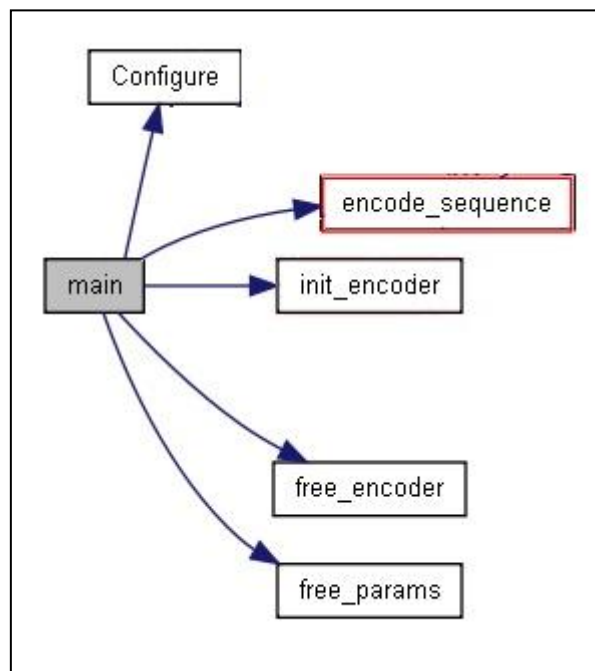 Configure
encode_sequence
main
init_encoder
free_encoder
free_params